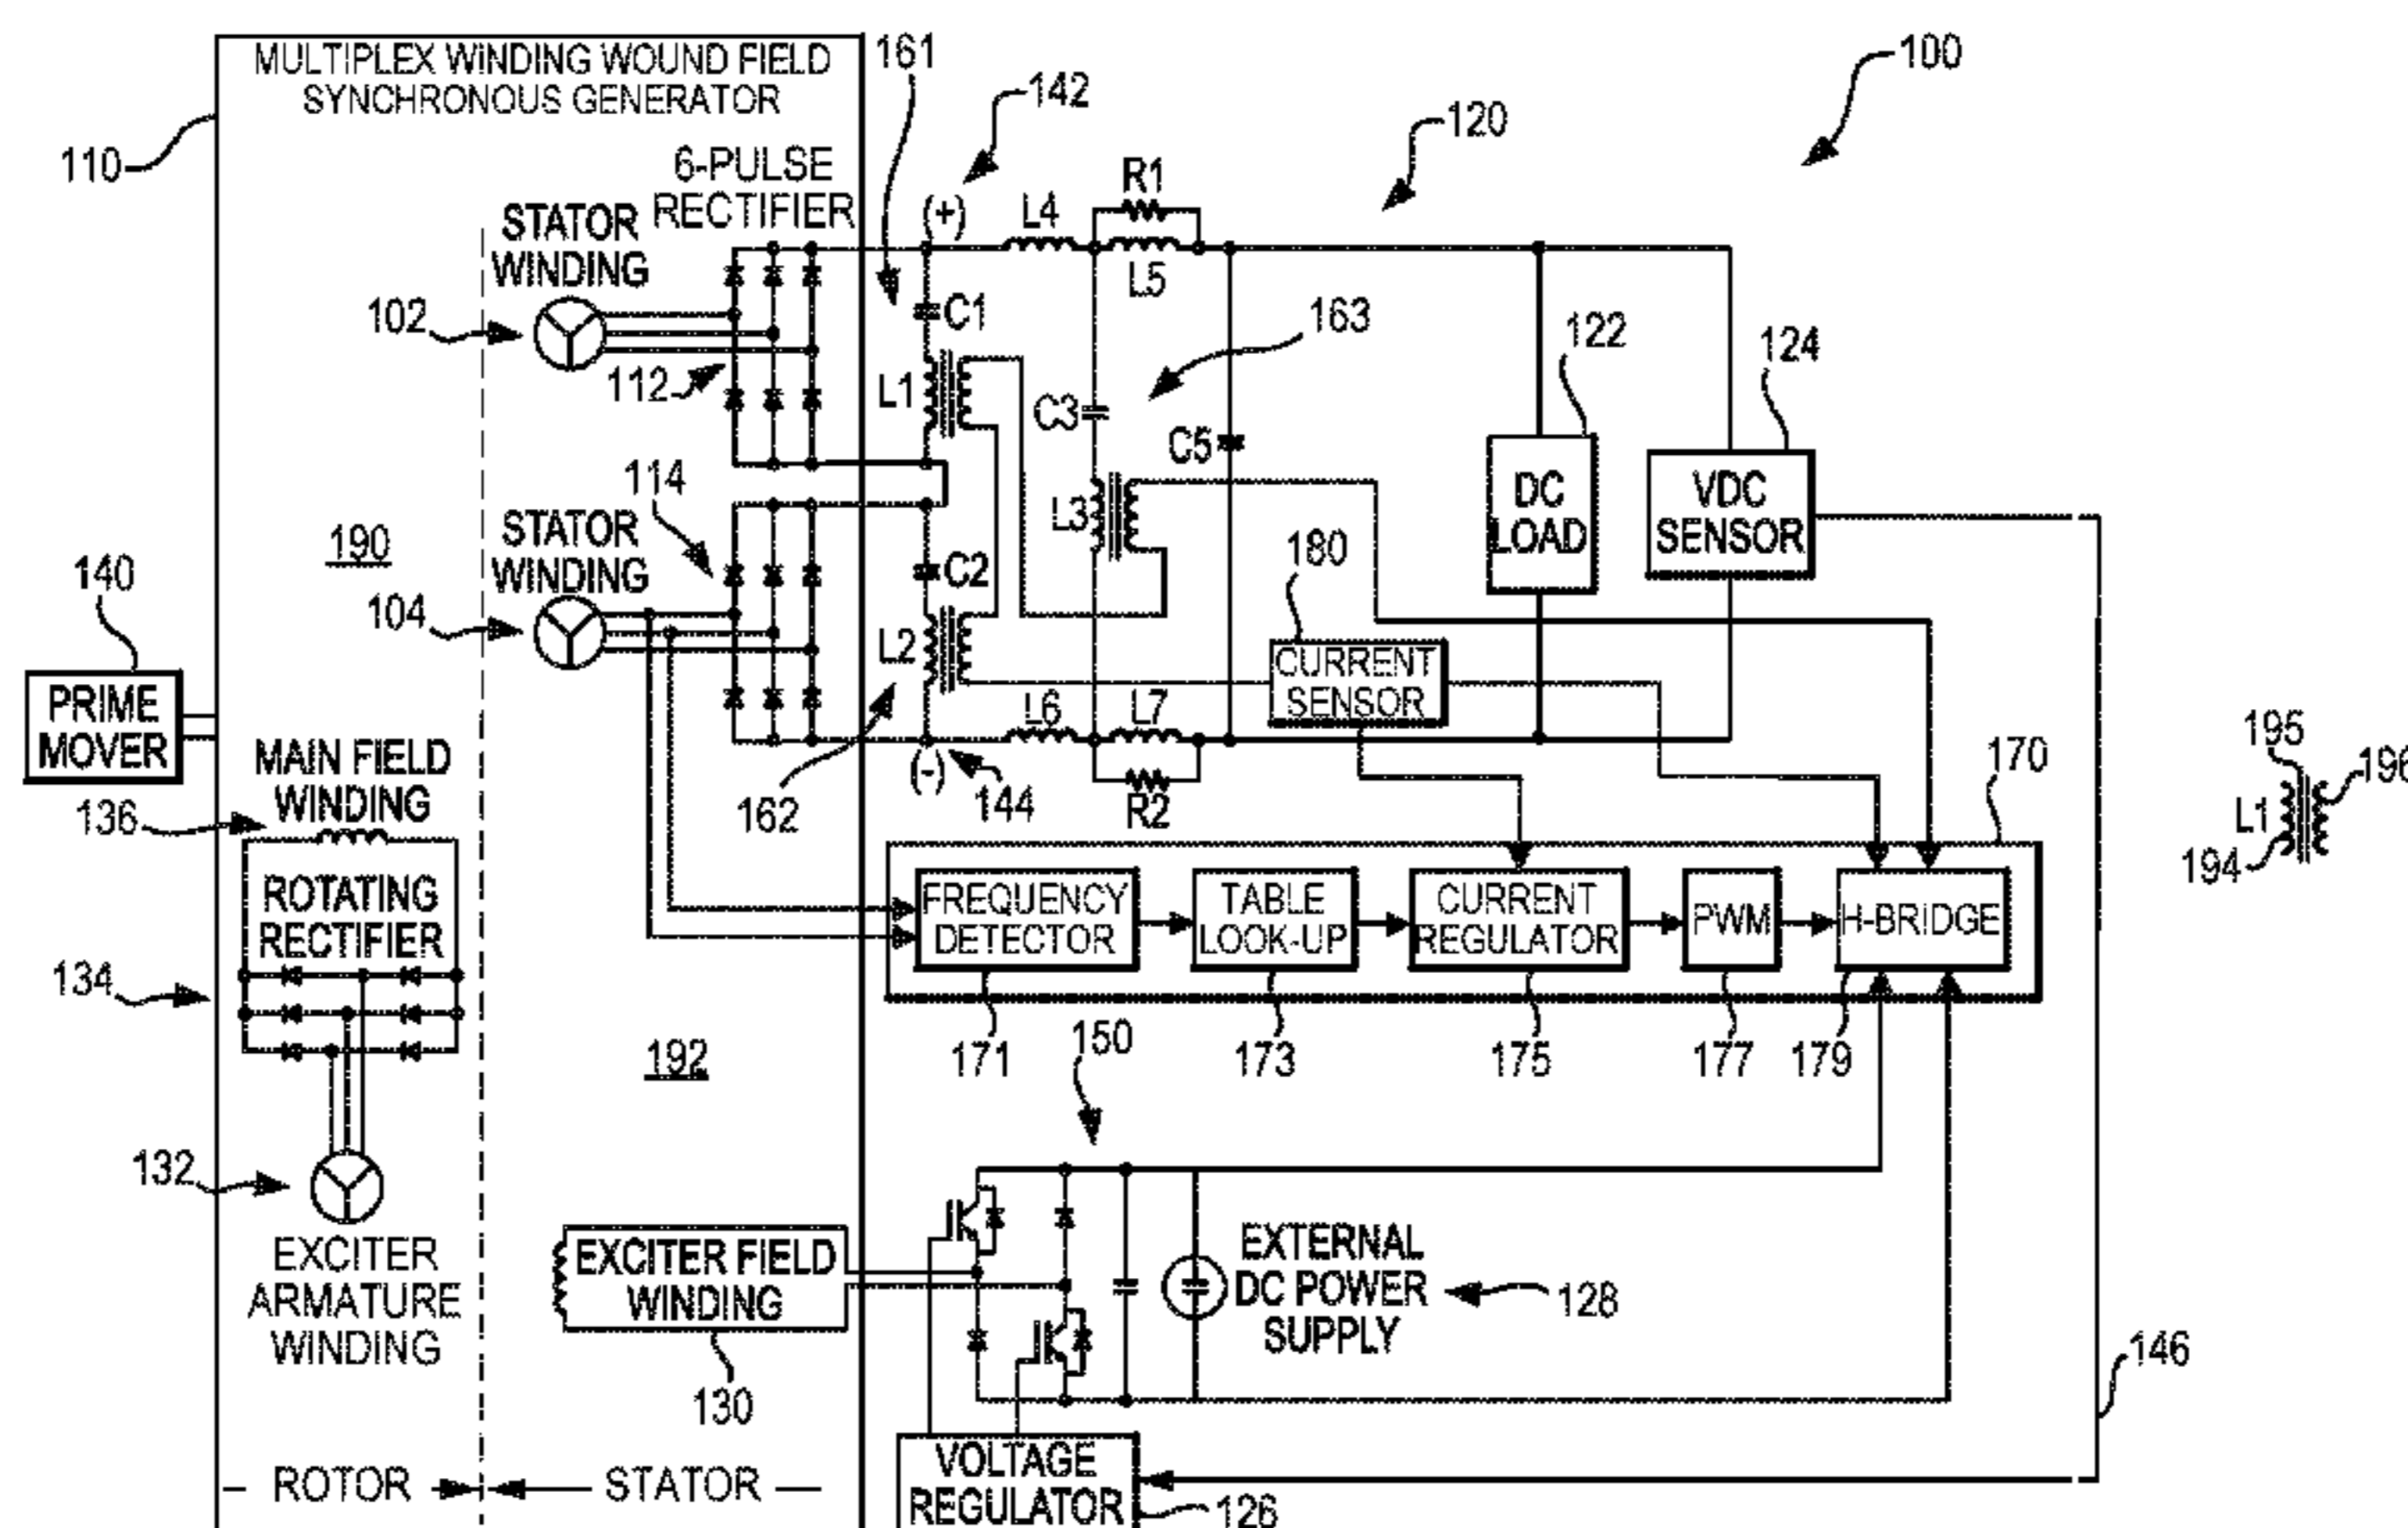 MULTIPLEX WINDING WOUND FIELD
SYNCHRONOUS GENERATOR
161
142
100
120
110
6-PULSE
RECTIFIER
STATOR
WINDING
(+)
L4
R1
L5
102
112
C1
L1
163
122
124
C3
C5
114
STATOR
WINDING
190
L3
DC
LOAD
VDC
SENSOR
180
140
104
C2
L2
CURRENT
SENSOR
PRIME
MOVER
L6
L7
MAIN FIELD
WINDING
(-)
144
R2
162
136
170
195
196
L1
194
ROTATING
RECTIFIER
FREQUENCY
DETECTOR
TABLE
LOOK-UP
CURRENT
REGULATOR
PWM
H-BRIDGE
134
171
173
175
177
179
192
150
132
EXCITER
ARMATURE
WINDING
EXCITER FIELD
WINDING
130
EXTERNAL
DC POWER
SUPPLY
128
146
VOLTAGE
REGULATOR
126
ROTOR
STATOR